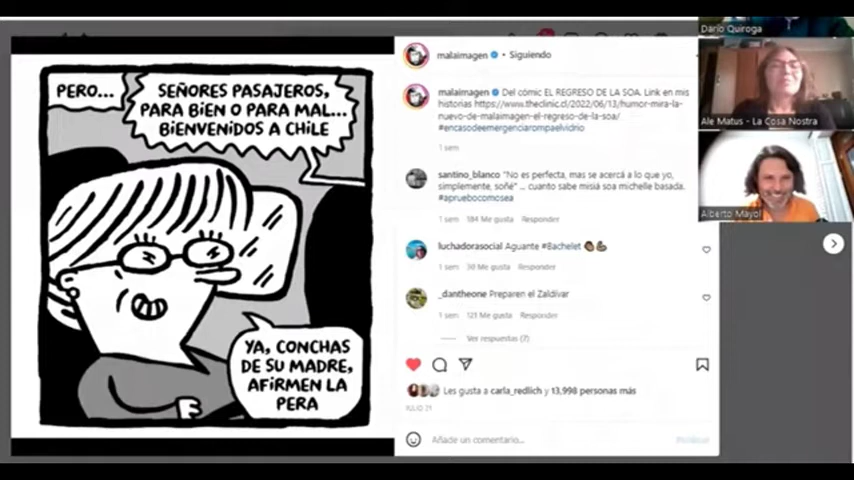 PERO...
SEÑORES PASAJEROS,
PARA BIEN O PARA MAL...
BIENVENIDOS A CHILE
YA, CONCHAS
DE SU MADRE,
AFIRMEN LA
PERA
malaimagen • Siguiendo
malaimagen Del cómic EL REGRESO DE LA SOA. Link en mis
historias https://www.theclinic.cl/2022/06/13/humor-mira-la-
nuevo-de-malaimagen-el-regreso-de-la-soa/
#encasodeemergenciarompaelvidrio
1 sem
santino_blanco "No es perfecta, mas se acerca a lo que yo,
simplemente, soñé" ... cuanto sabe misiá soa michelle basada.
#apruebocomosea
1 sem 184 Me gusta Responder
luchadorasocial Aguante #Bachelet
1 sem 30 Me gusta Responder
_dantheone Preparen el Zaldívar
1 sem 121 Me gusta Responder
Ver respuestas (7)
Les gusta a carla_redlich y 13,998 personas más
JULIO 21
Añade un comentario...
Publicar
Darío Quiroga
Ale Matus - La Cosa Nostra
Alberto Mayol